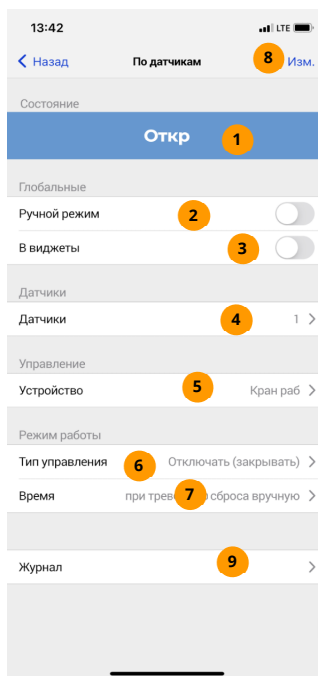 13:42 LTE
Назад По датчикам 8 Изм.
Состояние
Откр 1
Глобальные
Ручной режим 2
В виджеты 3
Датчики
Датчики 4 1
Управление
Устройство 5 Кран раб
Режим работы
Тип управления 6 Отключать (закрывать)
Время при 7 сброса вручную
Журнал 9